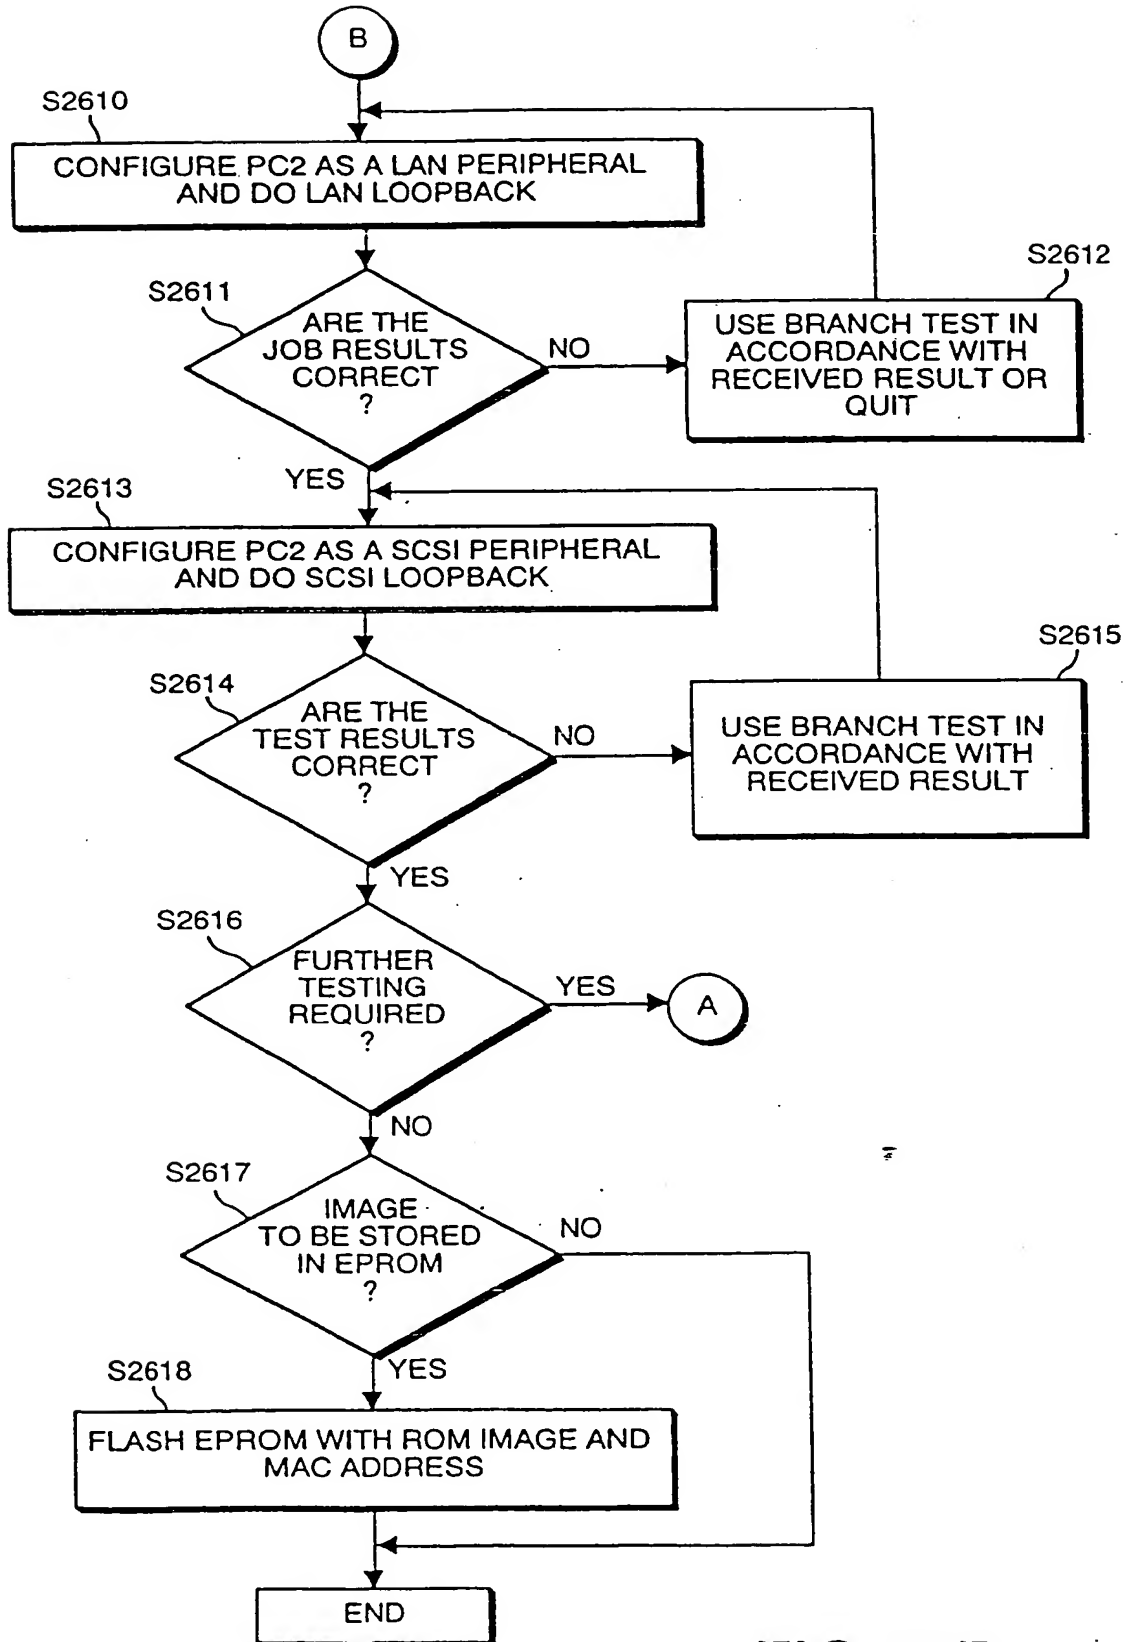 B
S2610
CONFIGURE PC2 AS A LAN PERIPHERAL
AND DO LAN LOOPBACK
S2611
ARE THE
JOB RESULTS
CORRECT
?
NO
S2612
USE BRANCH TEST IN
ACCORDANCE WITH
RECEIVED RESULT OR
QUIT
YES
S2613
CONFIGURE PC2 AS A SCSI PERIPHERAL
AND DO SCSI LOOPBACK
S2614
ARE THE
TEST RESULTS
CORRECT
?
NO
S2615
USE BRANCH TEST IN
ACCORDANCE WITH
RECEIVED RESULT
YES
S2616
FURTHER
TESTING
REQUIRED
?
YES
A
NO
S2617
IMAGE
TO BE STORED
IN EPROM
?
NO
YES
S2618
FLASH EPROM WITH ROM IMAGE AND
MAC ADDRESS
END